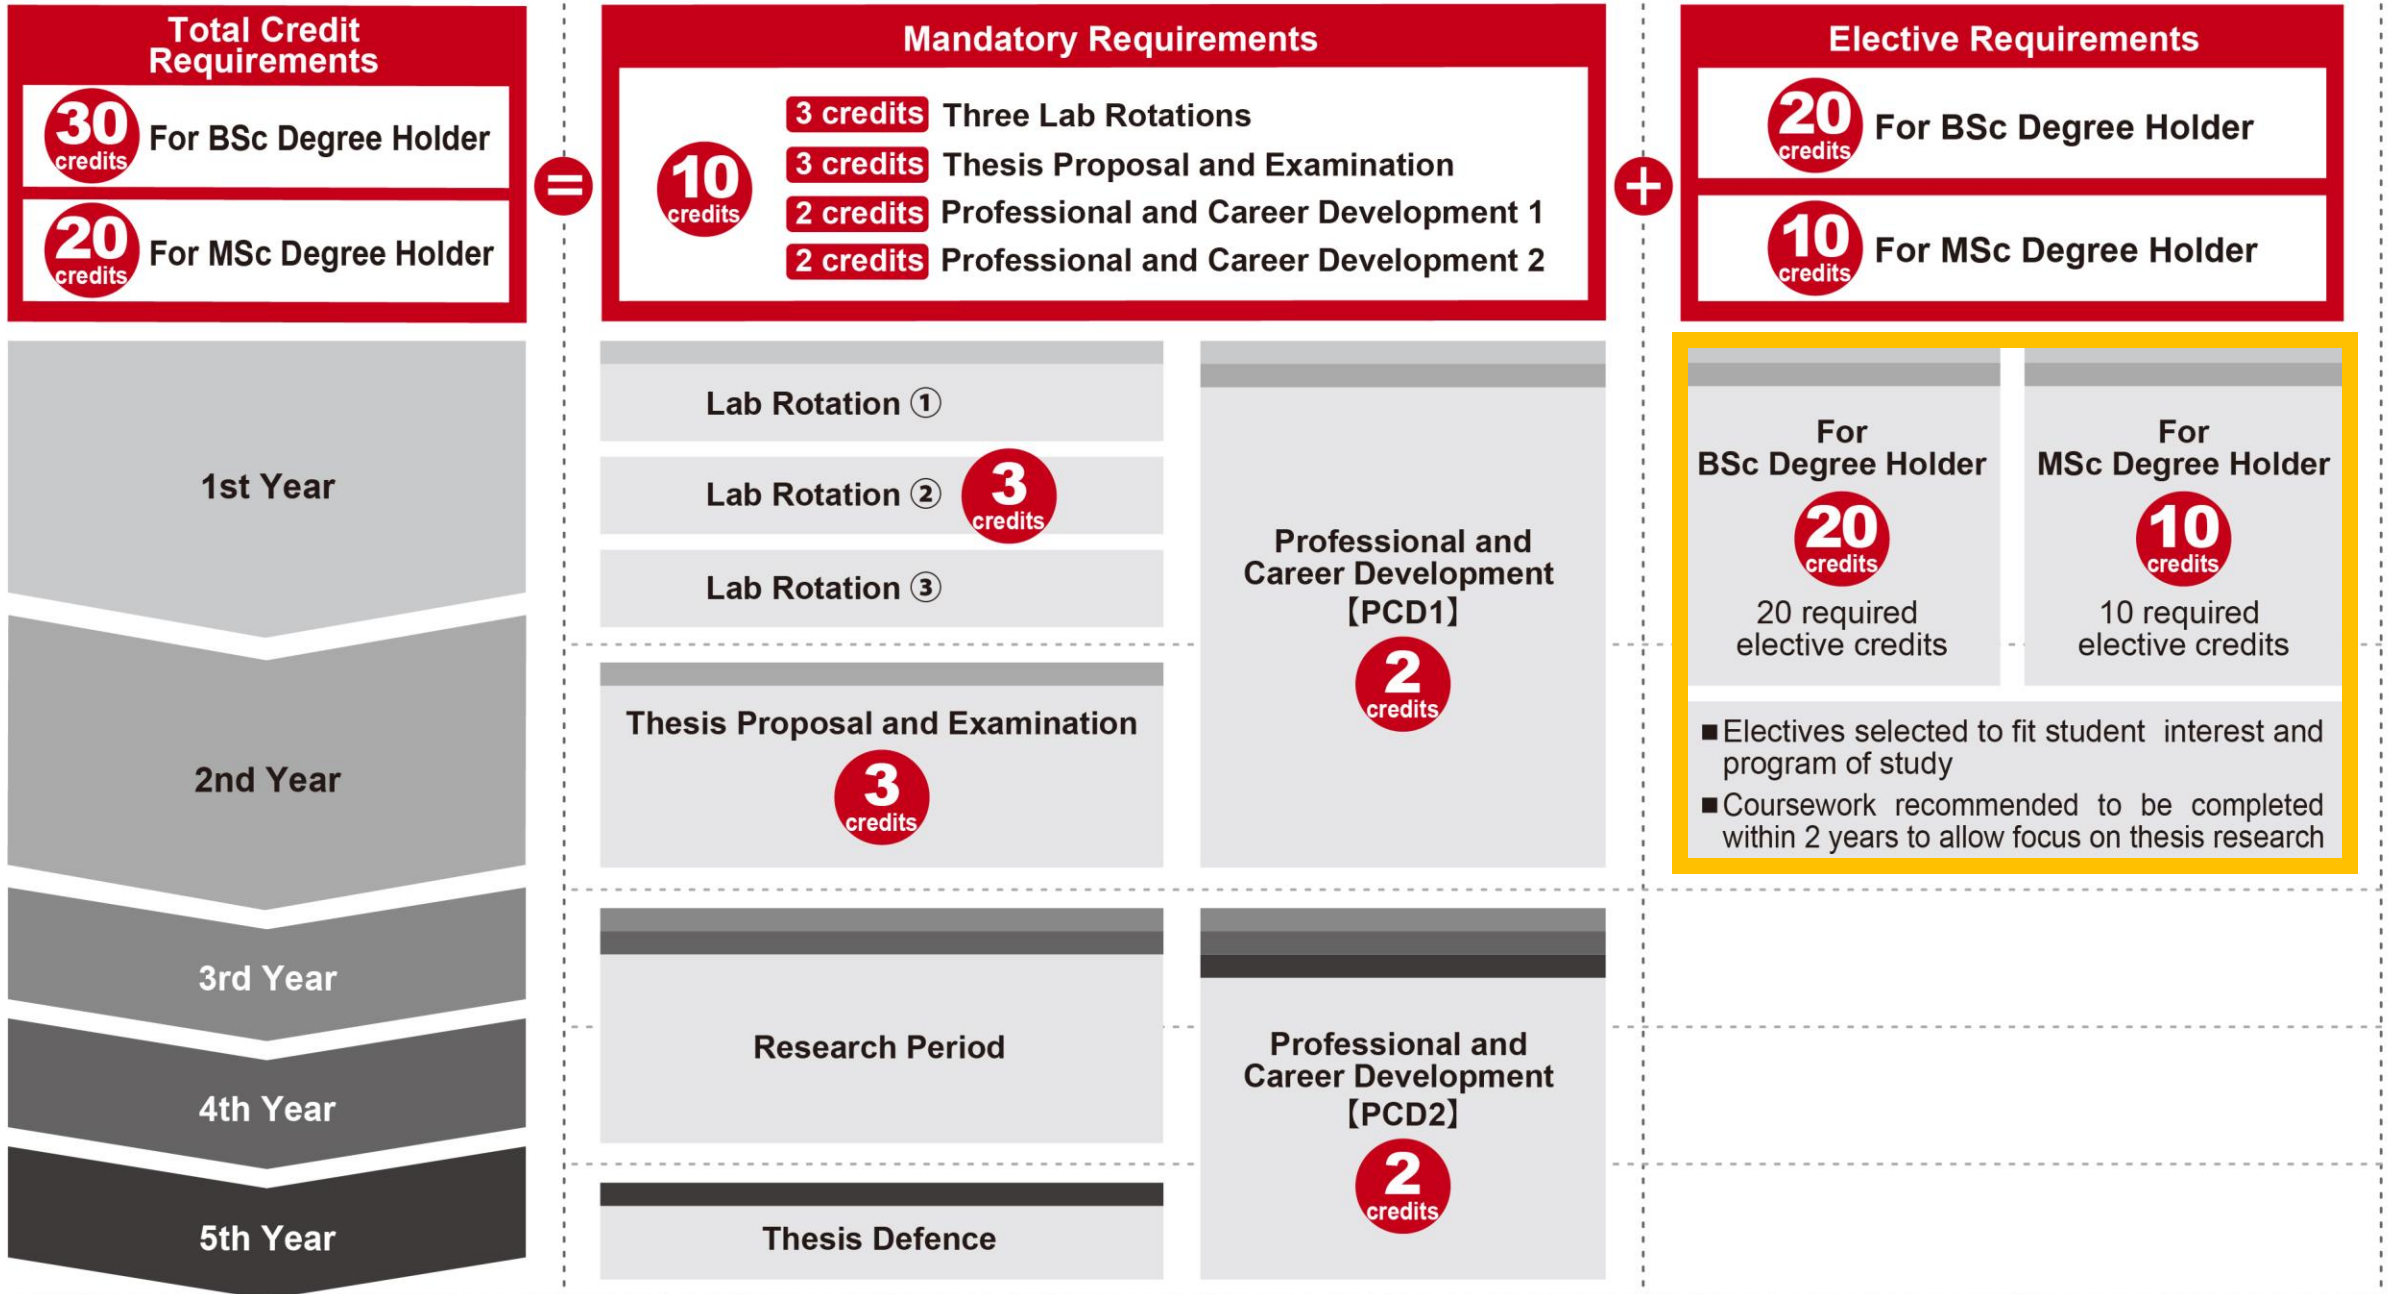 Total Credit
Requirements
30
credits
For BSc Degree Holder
20
credits
For MSc Degree Holder
=
Mandatory Requirements
10
credits
3 credits Three Lab Rotations
3 credits Thesis Proposal and Examination
2 credits Professional and Career Development 1
2 credits Professional and Career Development 2
+
Elective Requirements
20
credits
For BSc Degree Holder
10
credits
For MSc Degree Holder
1st Year
2nd Year
3rd Year
4th Year
5th Year
Lab Rotation ①
Lab Rotation ②
3
credits
Lab Rotation ③
Thesis Proposal and Examination
3
credits
Research Period
Thesis Defence
Professional and
Career Development
【PCD1】
2
credits
Professional and
Career Development
【PCD2】
2
credits
For
BSc Degree Holder
20
credits
20 required
elective credits
For
MSc Degree Holder
10
credits
10 required
elective credits
■ Electives selected to fit student interest and
program of study
■ Coursework recommended to be completed
within 2 years to allow focus on thesis research